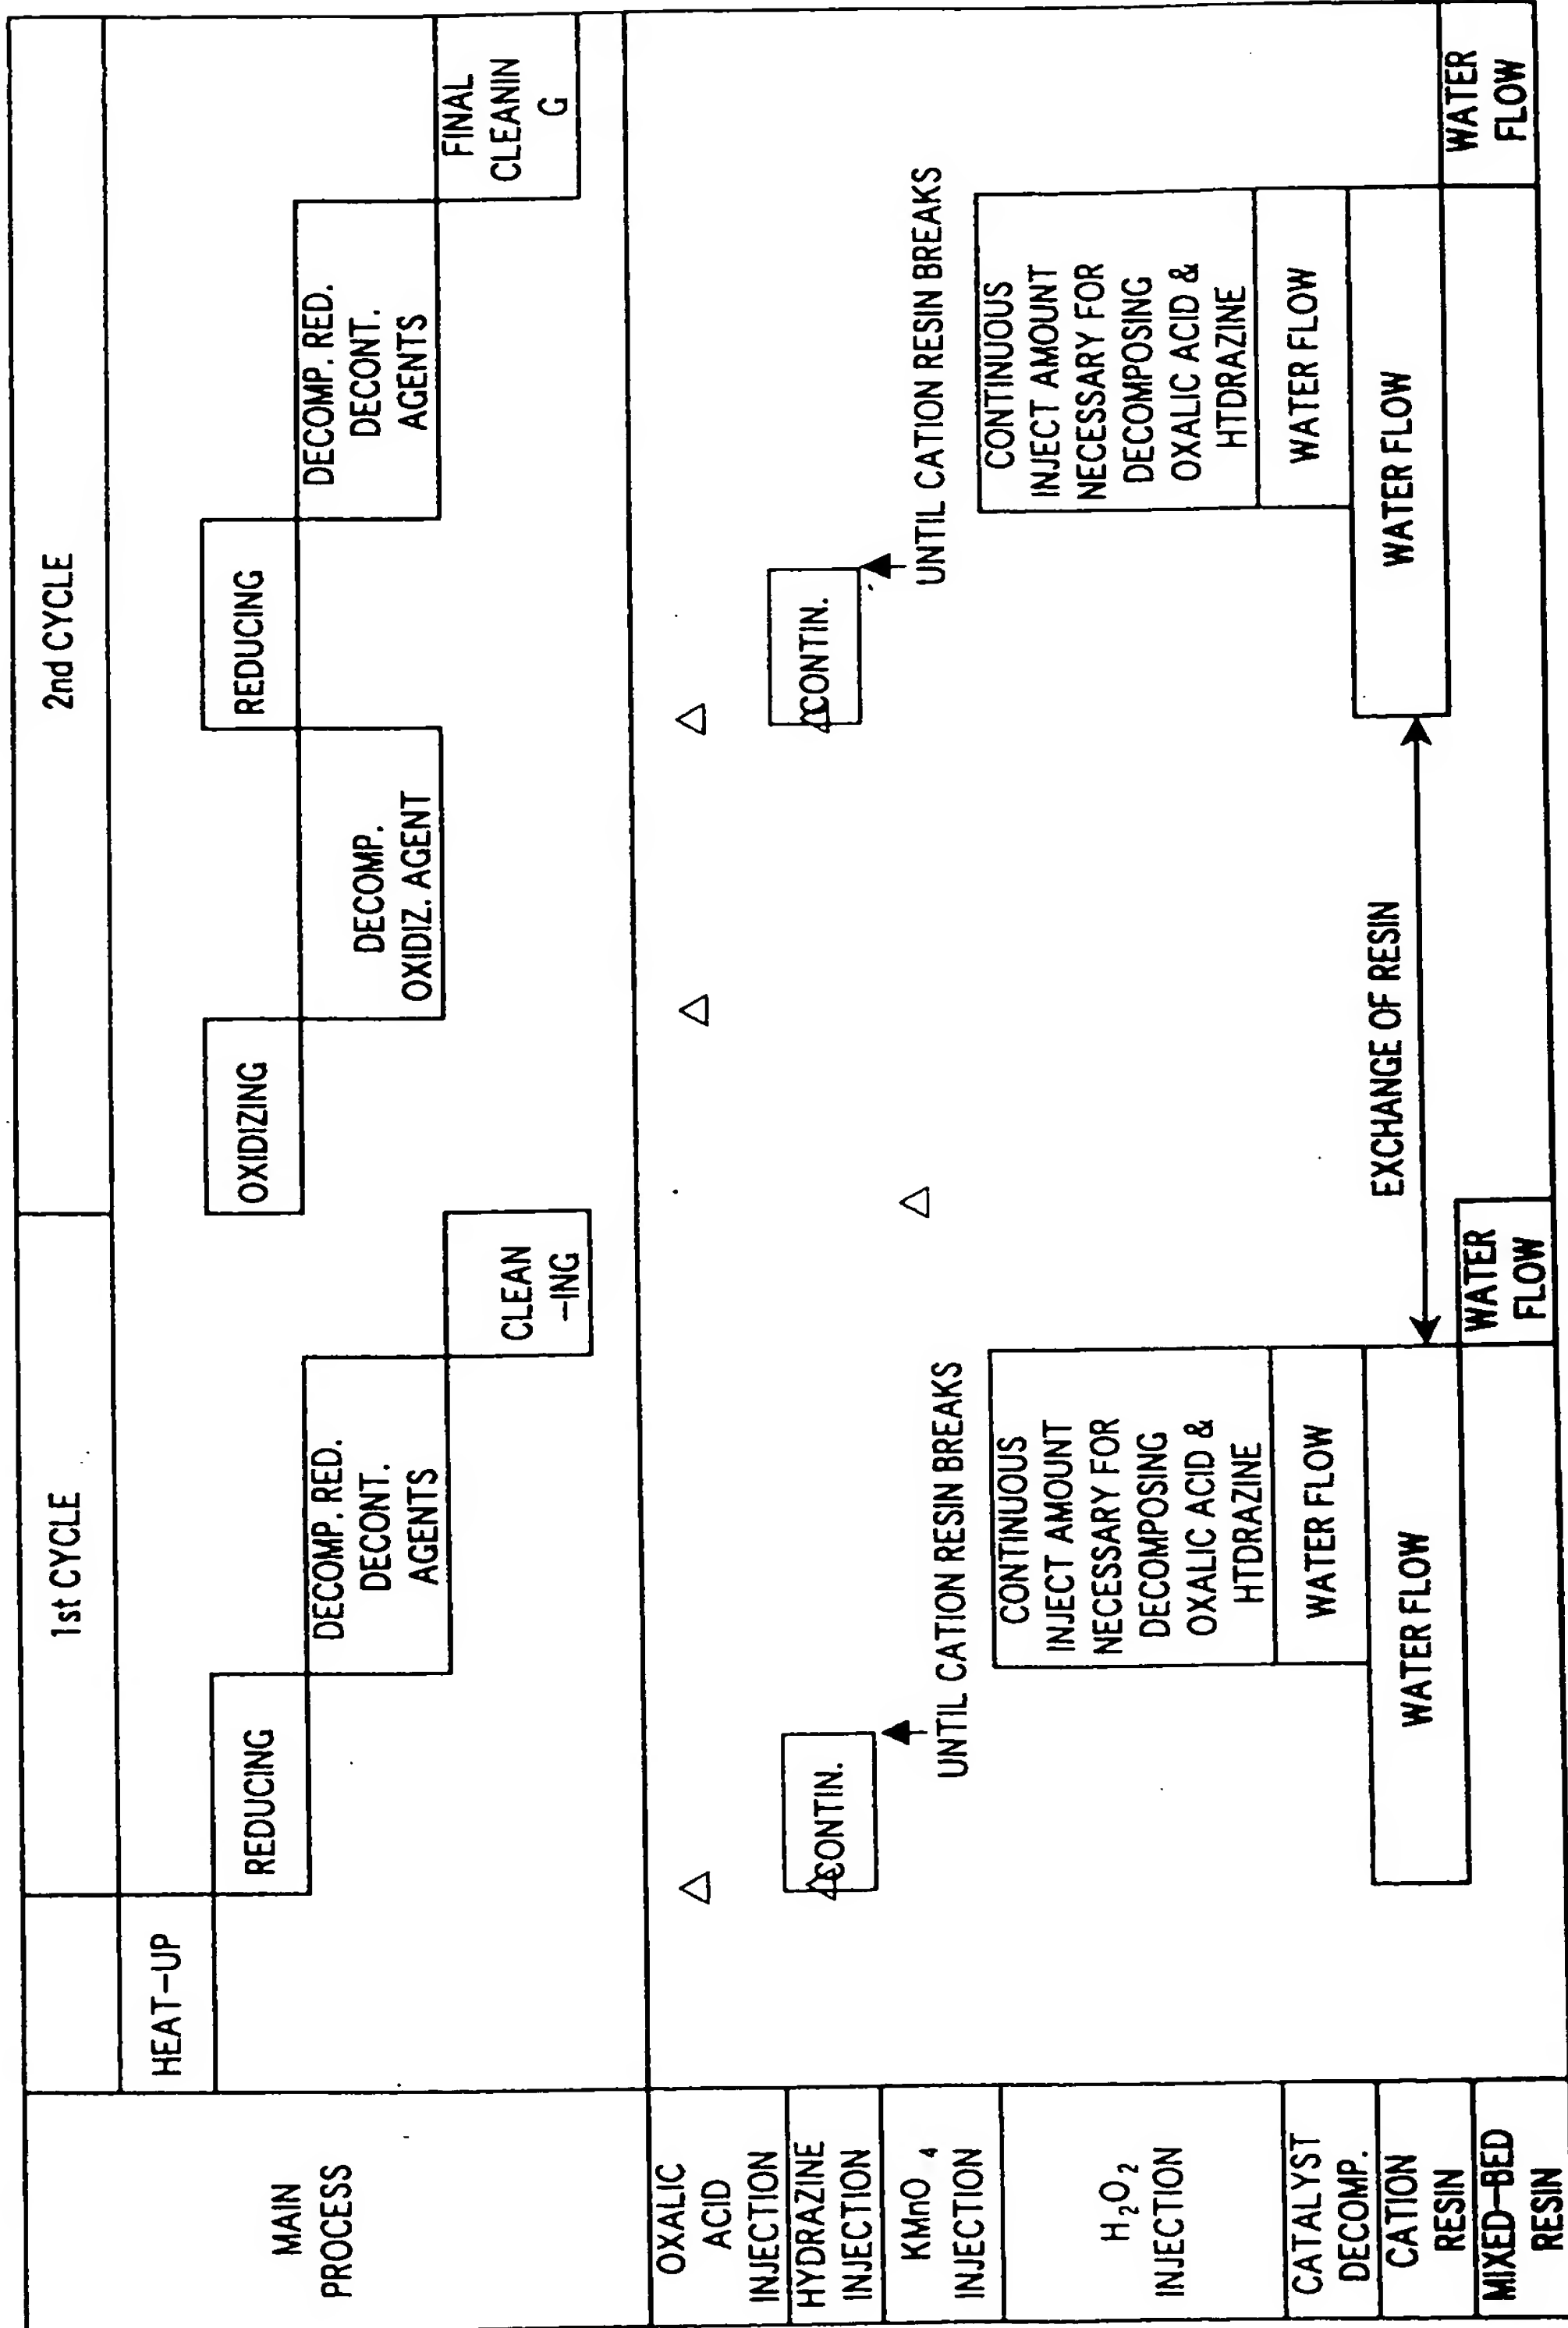 1st CYCLE
2nd CYCLE
MAIN
PROCESS
HEAT-UP
REDUCING
DECOMP. RED.
DECONT.
AGENTS
CLEAN
-ING
OXIDIZING
DECOMP.
OXIDIZ. AGENT
REDUCING
DECOMP. RED.
DECONT.
AGENTS
FINAL
CLEANIN
G
OXALIC
ACID
INJECTION
HYDRAZINE
INJECTION
CONTIN.
CONTIN.
UNTIL CATION RESIN BREAKS
UNTIL CATION RESIN BREAKS
KMnO4
INJECTION
H2O2
INJECTION
CONTINUOUS
INJECT AMOUNT
NECESSARY FOR
DECOMPOSING
OXALIC ACID &
HTDRAZINE
CONTINUOUS
INJECT AMOUNT
NECESSARY FOR
DECOMPOSING
OXALIC ACID &
HTDRAZINE
CATALYST
DECOMP.
WATER FLOW
WATER FLOW
CATION
RESIN
WATER FLOW
EXCHANGE OF RESIN
WATER FLOW
MIXED-BED
RESIN
WATER
FLOW
WATER
FLOW